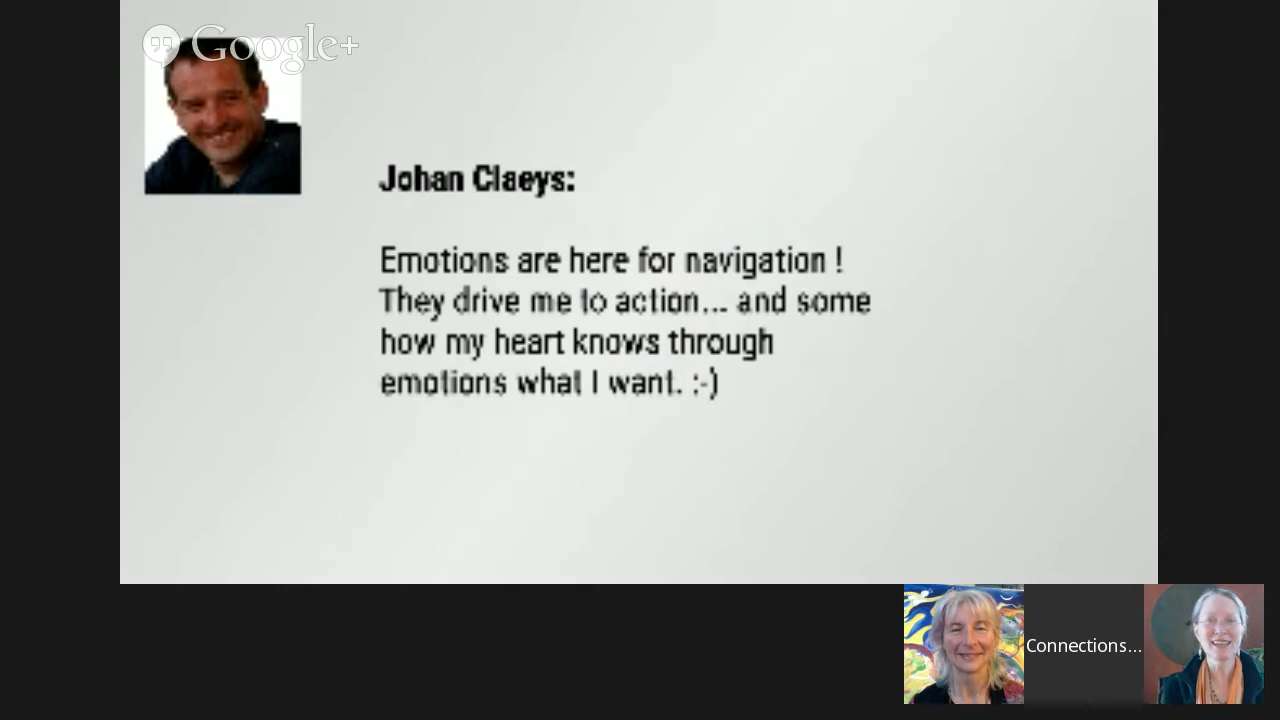 Google+
Johan Claeys:
Emotions are here for navigation !
They drive me to action... and some
how my heart knows through
emotions what I want. :-)
Connections...